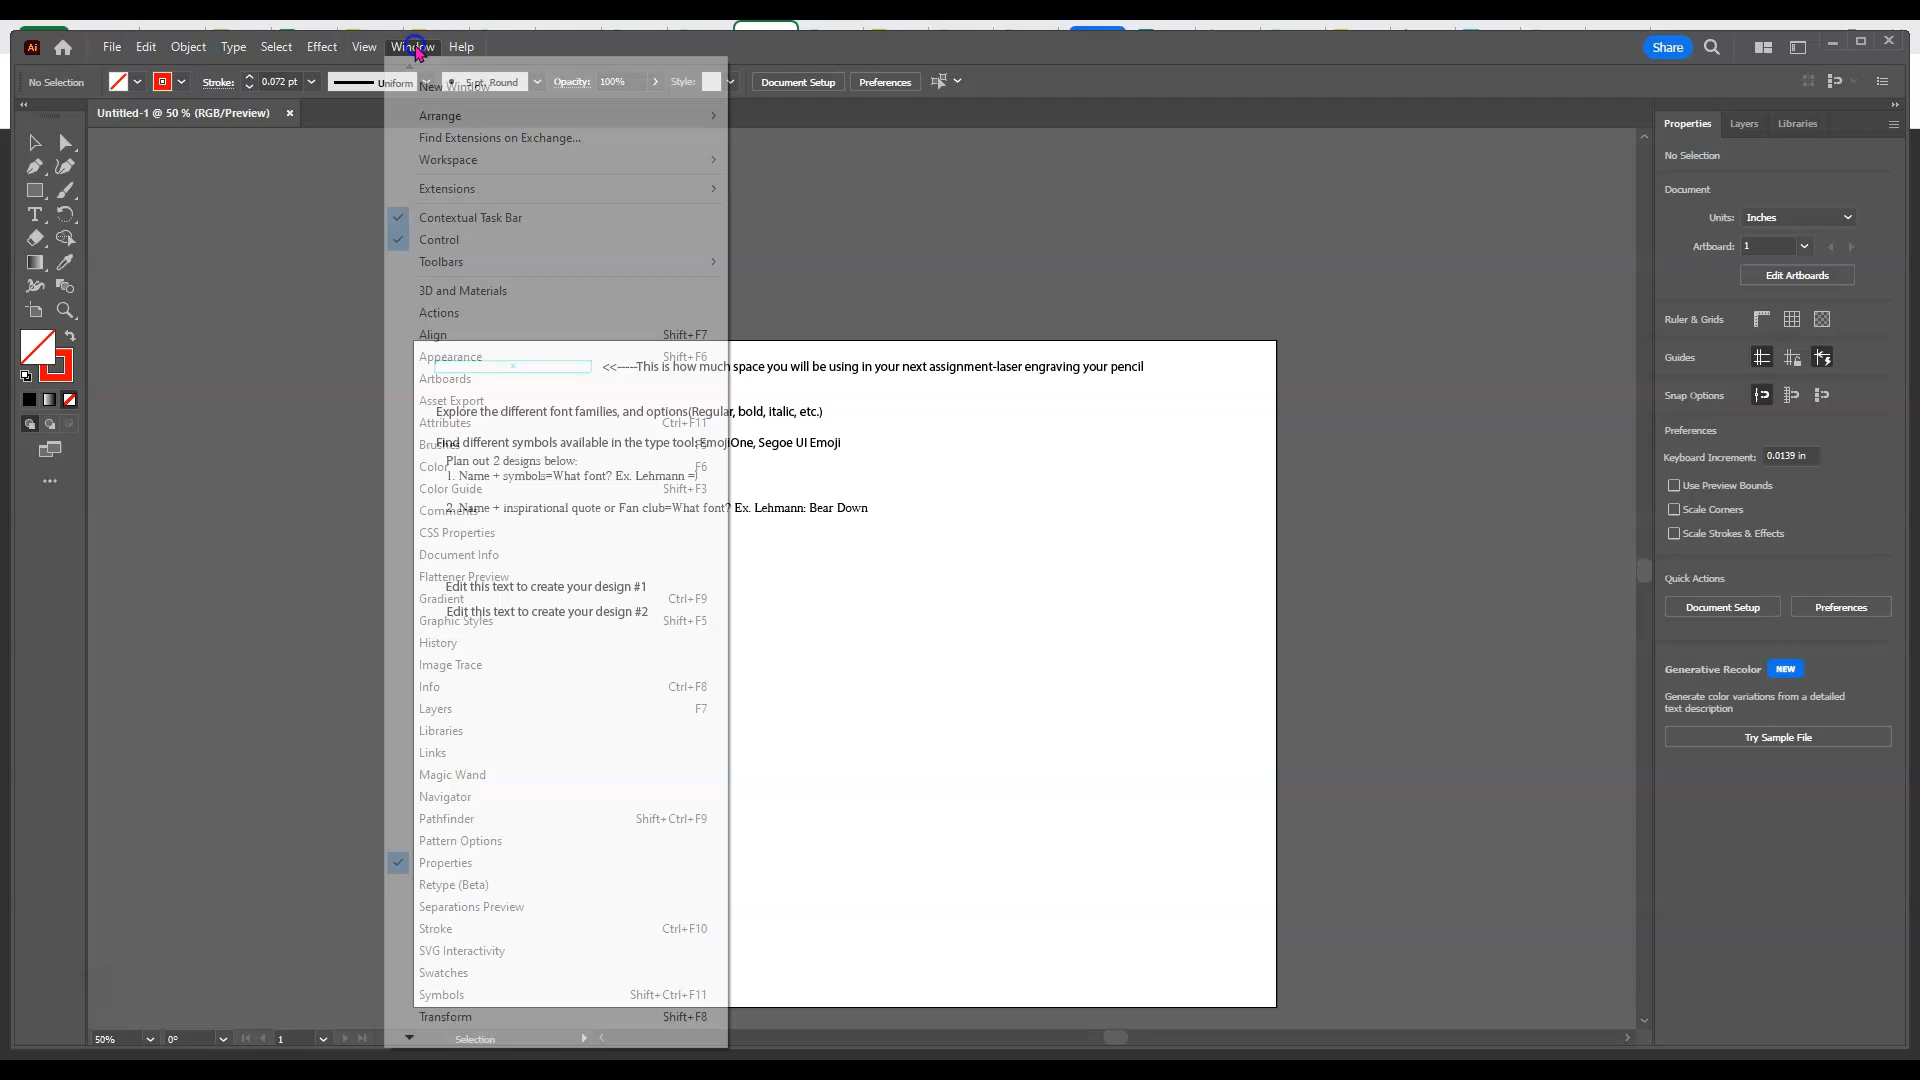 Ai File Edit Object Type Select Effect View Window Help Share
No Selection Stroke: 0.072 pt Uniform 5 pt. Round Opacity: 100% Style: Document Setup Preferences
Untitled-1 @ 50 % (RGB/Preview) ×
New Window
Arrange
Find Extensions on Exchange...
Workspace
Extensions
Contextual Task Bar
Control
Toolbars
3D and Materials
Actions
Align Shift+F7
Appearance Shift+F6
Artboards
Asset Export
Attributes Ctrl+F11
Brushes F5
Color F6
Color Guide Shift+F3
Comments
CSS Properties
Document Info
Flattener Preview
Gradient Ctrl+F9
Graphic Styles Shift+F5
History
Image Trace
Info Ctrl+F8
Layers F7
Libraries
Links
Magic Wand
Navigator
Pathfinder Shift+Ctrl+F9
Pattern Options
Properties
Retype (Beta)
Separations Preview
Stroke Ctrl+F10
SVG Interactivity
Swatches
Symbols Shift+Ctrl+F11
Transform Shift+F8
<<-----This is how much space you will be using in your next assignment-laser engraving your pencil
Explore the different font families, and options(Regular, bold, italic, etc.)
Find different symbols available in the type tool: EmojiOne, Segoe UI Emoji
Plan out 2 designs below:
1. Name + symbols=What font? Ex. Lehmann =)
2. Name + inspirational quote or Fan club=What font? Ex. Lehmann: Bear Down
Edit this text to create your design #1
Edit this text to create your design #2
Properties Layers Libraries
No Selection
Document
Units: Inches
Artboard: 1
Edit Artboards
Ruler & Grids
Guides
Snap Options
Preferences
Keyboard Increment: 0.0139 in
Use Preview Bounds
Scale Corners
Scale Strokes & Effects
Quick Actions
Document Setup Preferences
Generative Recolor NEW
Generate color variations from a detailed
text description
Try Sample File
50% 0° 1 Selection